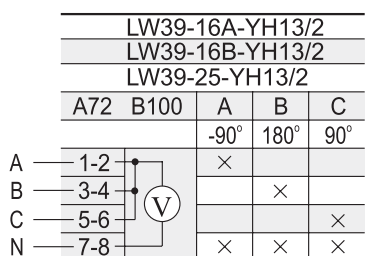 LW39-16A-YH13/2
LW39-16B-YH13/2
LW39-25-YH13/2
A72 B100 A B C
-90° 180° 90°
A 1-2 ×
B 3-4 ×
C 5-6 ×
N 7-8 × × ×
V